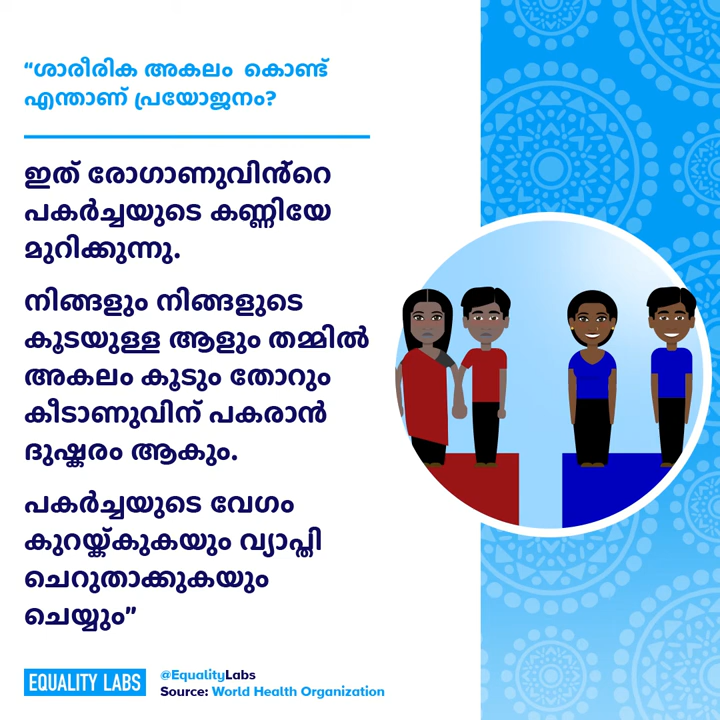 “ശാരീരിക അകലം കൊണ്ട്
എന്താണ് പ്രയോജനം?
ഇത് രോഗാണുവിൻറെ
പകർച്ചയുടെ കണ്ണിയേ
മുറിക്കുന്നു.
നിങ്ങളും നിങ്ങളുടെ
കൂടയുള്ള ആളും തമ്മിൽ
അകലം കൂടും തോറും
കീടാണുവിന് പകരാൻ
ദുഷ്കരം ആകും.
പകർച്ചയുടെ വേഗം
കുറയ്ക്കുകയും വ്യാപ്തി
ചെറുതാക്കുകയും
ചെയ്യും”
EQUALITY LABS
@EqualityLabs
Source: World Health Organization